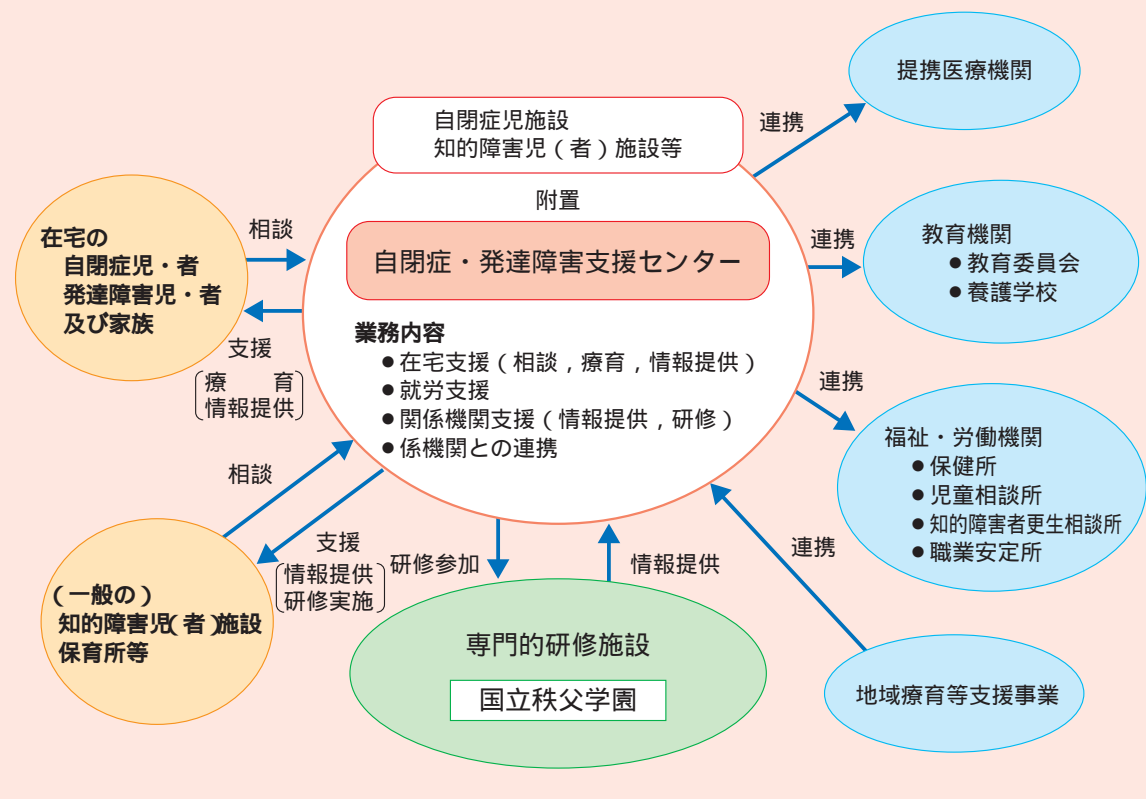 提携医療機関
自閉症児施設
知的障害児（者）施設等
連携
附置
自閉症・発達障害支援センター
在宅の
自閉症児・者
発達障害児・者
及び家族
相談
支援
療　　育
情報提供
連携
教育機関
●教育委員会
●養護学校
業務内容
●在宅支援（相談，療育，情報提供）
●就労支援
●関係機関支援（情報提供，研修）
●係機関との連携
連携
福祉・労働機関
●保健所
●児童相談所
●知的障害者更生相談所
●職業安定所
相談
支援
情報提供
研修実施
（一般の）
知的障害児（者）施設
保育所等
研修参加
情報提供
連携
専門的研修施設
国立秩父学園
地域療育等支援事業